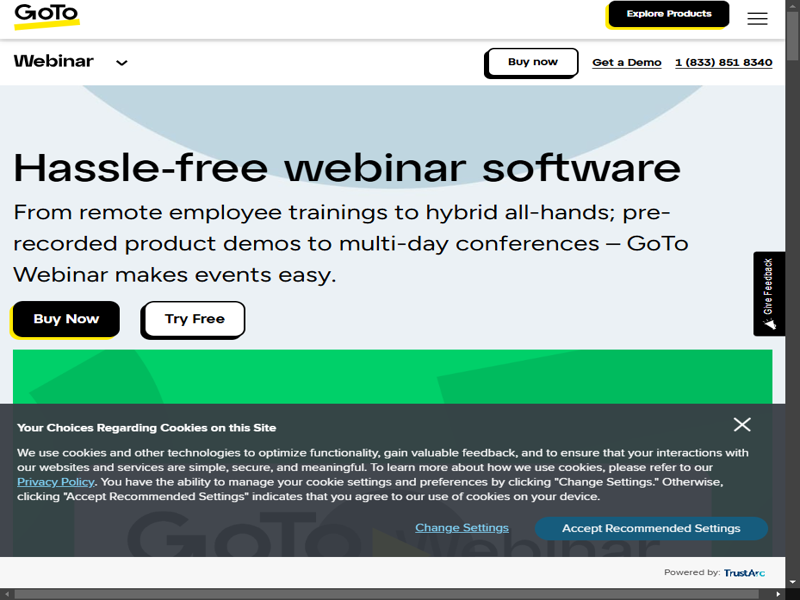 GoTo
Explore Products
Webinar
Buy now
Get a Demo
1 (833) 851 8340
Hassle-free webinar software
From remote employee trainings to hybrid all-hands; pre-
recorded product demos to multi-day conferences – GoTo
Webinar makes events easy.
Give Feedback
Buy Now
Try Free
Your Choices Regarding Cookies on this Site
We use cookies and other technologies to optimize functionality, gain valuable feedback, and to ensure that your interactions with
our websites and services are simple, secure, and meaningful. To learn more about how we use cookies, please refer to our
Privacy Policy. You have the ability to manage your cookie settings and preferences by clicking "Change Settings." Otherwise,
clicking "Accept Recommended Settings" indicates that you agree to our use of cookies on your device.
Change Settings
Accept Recommended Settings
GoTo Webinar
Powered by: TrustArc